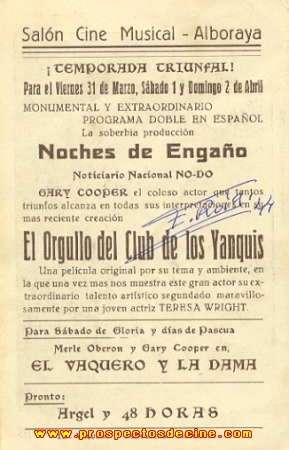 Salón Cine Musical - Alboraya
¡TEMPORADA TRIUNFAL!
Para el Viernes 31 de Marzo, Sábado 1 y Domingo 2 de Abril
MONUMENTAL Y EXTRAORDINARIO
PROGRAMA DOBLE EN ESPAÑOL
La soberbia producción
Noches de Engaño
Noticiario Nacional NO-DO
GARY COOPER el coloso actor que tantos
triunfos alcanza en todas sus interpretaciones en su
mas reciente creación
El Orgullo del Club de los Yanquis
Una pelicula original por su tema y ambiente, en
la que una vez mas nos muestra este gran actor su ex-
traordinario talento artístico segundado maravillo-
samente por una joven actriz TERESA WRIGHT.
Para Sábado de Gloria y días de Pascua
Merle Oberon y Gary Cooper en,
EL VAQUERO Y LA DAMA
Pronto:
Argel y 48 HORAS
www.prospectosdecine.com